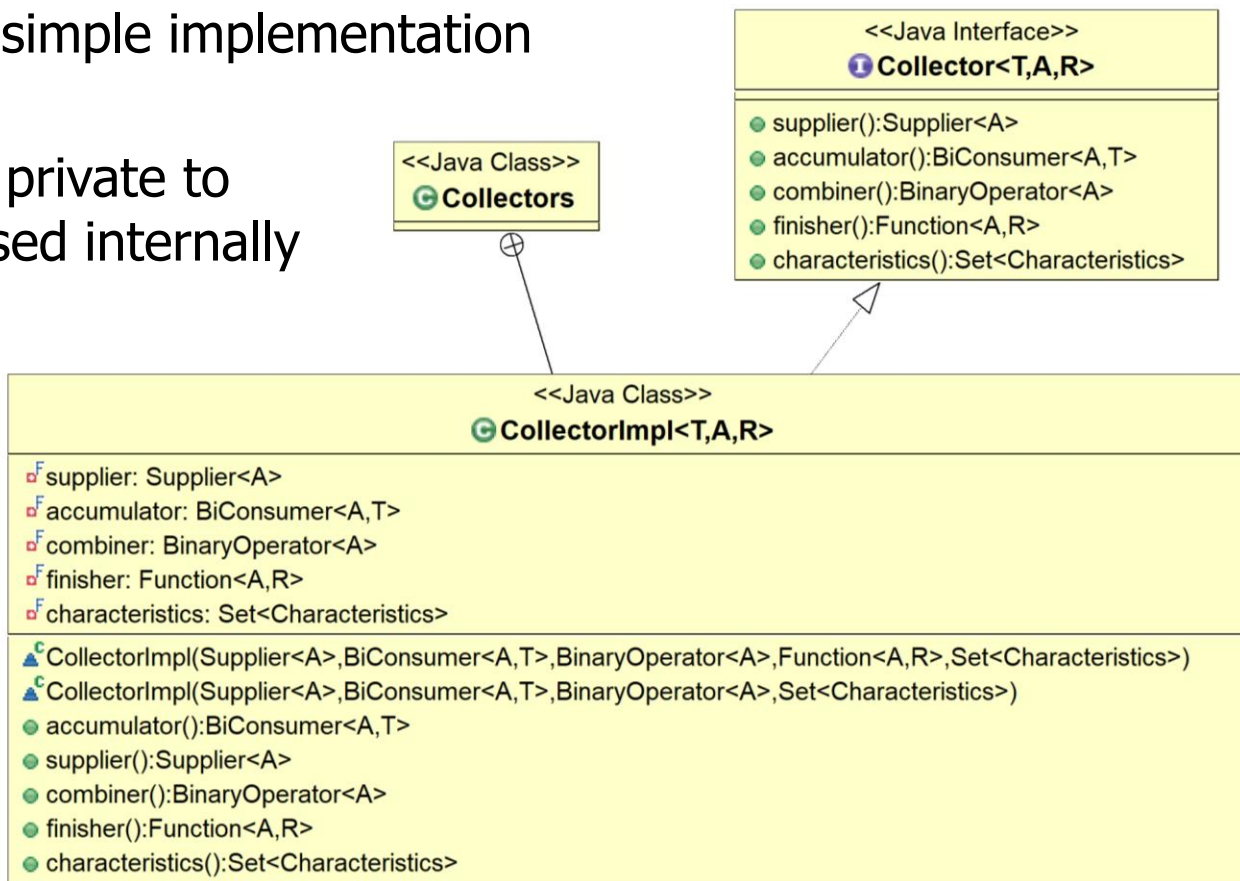 simple implementation
private to
sed internally
<<Java Class>>
Collectors
<<Java Interface>>
Collector<T,A,R>
supplier():Supplier<A>
accumulator():BiConsumer<A,T>
combiner():BinaryOperator<A>
finisher():Function<A,R>
characteristics():Set<Characteristics>
<<Java Class>>
CollectorImpl<T,A,R>
supplier: Supplier<A>
accumulator: BiConsumer<A,T>
combiner: BinaryOperator<A>
finisher: Function<A,R>
characteristics: Set<Characteristics>
CollectorImpl(Supplier<A>,BiConsumer<A,T>,BinaryOperator<A>,Function<A,R>,Set<Characteristics>)
CollectorImpl(Supplier<A>,BiConsumer<A,T>,BinaryOperator<A>,Set<Characteristics>)
accumulator():BiConsumer<A,T>
supplier():Supplier<A>
combiner():BinaryOperator<A>
finisher():Function<A,R>
characteristics():Set<Characteristics>